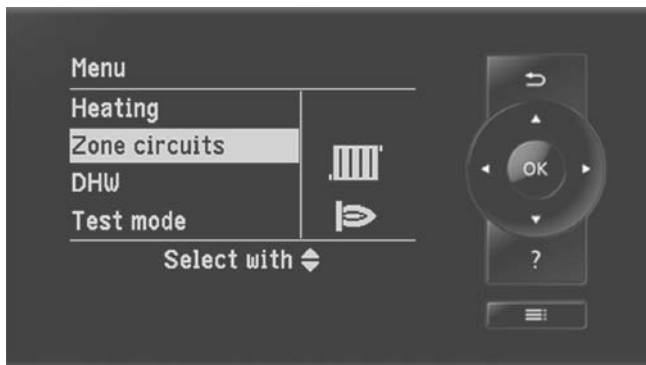 Menu
Heating
Zone circuits
DHW
Test mode
Select with
OK
?